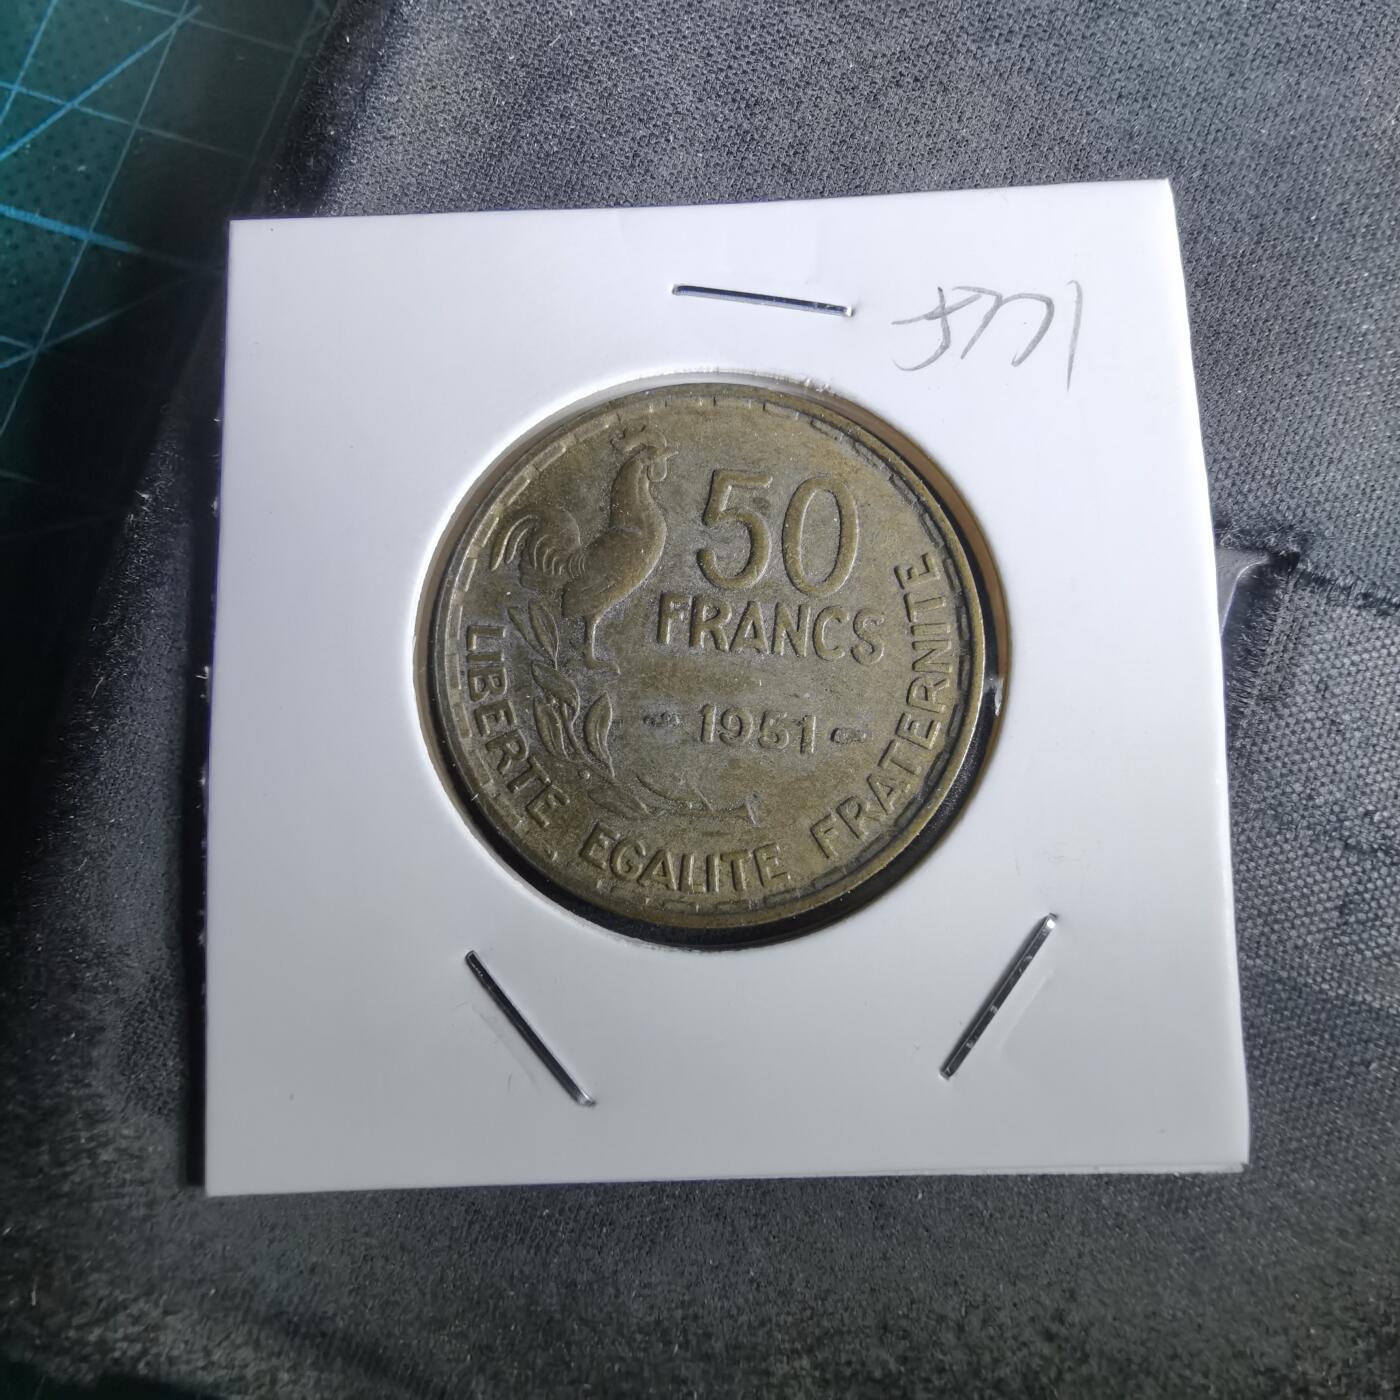 50
FRANCS
1951
LIBERTE EGALITE FRATERNITE